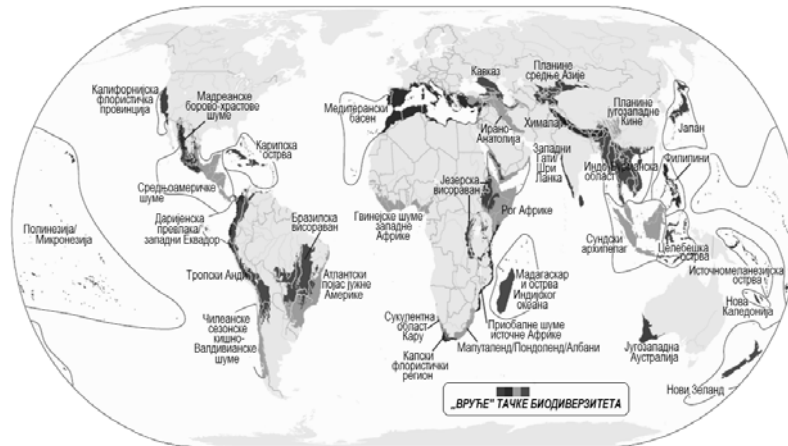 Калифорнијска
флористичка
провинција
Мадреанске
борово-храстове
шуме
Карипска
острва
Средњоамеричке
шуме
Полинезија/
Микронезија
Даријенска
превлака/
западни Еквадор
Тропски Анди
Бразилска
висораван
Атлантски
појас јужне
Америке
Чилеанске
сезонске
кишно-
Валдивианске
шуме
Медитерански
басен
Кавказ
Ирано-
Анатолија
Планине
средње Азије
Хималаји
Планине
југозападне
Кине
Јапан
Западни
Гати/
Шри
Ланка
Индо-Бурманска
област
Филипини
Језерска
висораван
Рог Африке
Гвинејске шуме
западне
Африке
Сундски
архипелаг
Целебешка
острва
Источномеланезијска
острва
Мадагаскар
и острва
Индијског
океана
Нова
Каледонија
Сукулентна
област
Кару
Приобалне шуме
источне Африке
Мапуталенд/Пондоленд/Албани
Капски
флористички
регион
Југозападна
Аустралија
Нови Зеланд
„ВРУЋЕ" ТАЧКЕ БИОДИВЕРЗИТЕТА